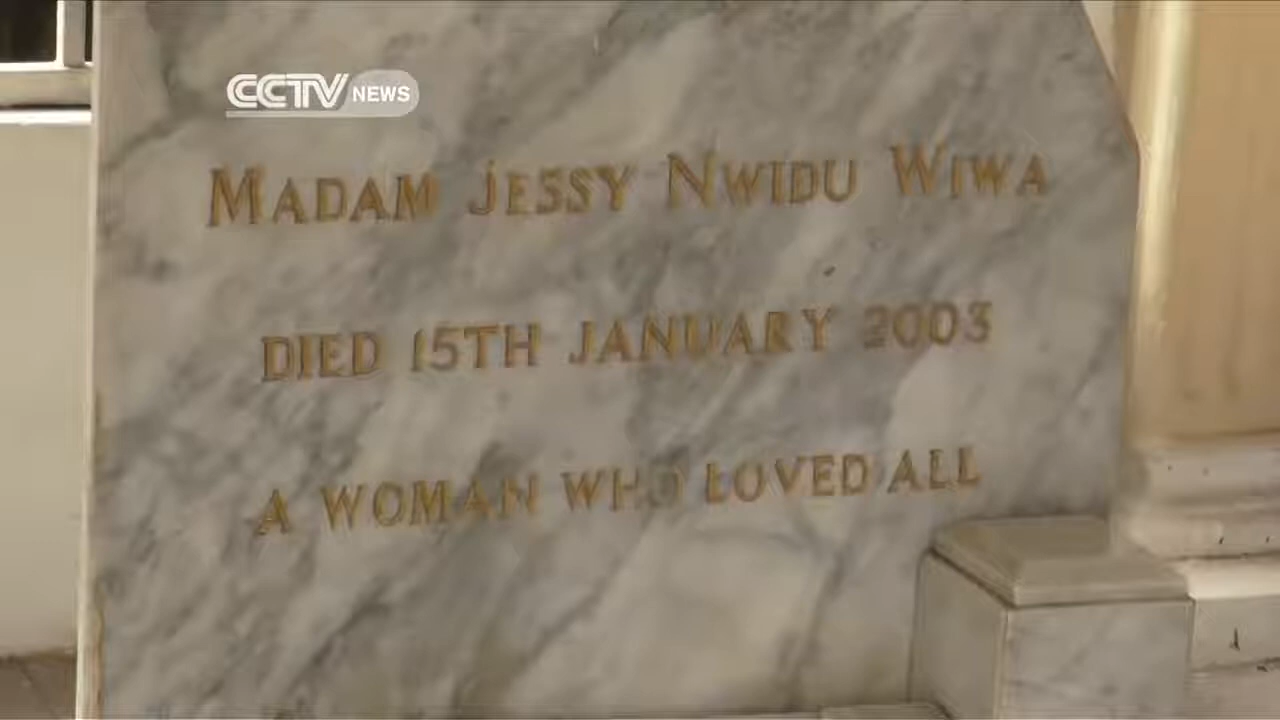 CCTV NEWS
MADAM JESSY NWIDU WIWA
DIED 15TH JANUARY 2003
A WOMAN WHO LOVED ALL